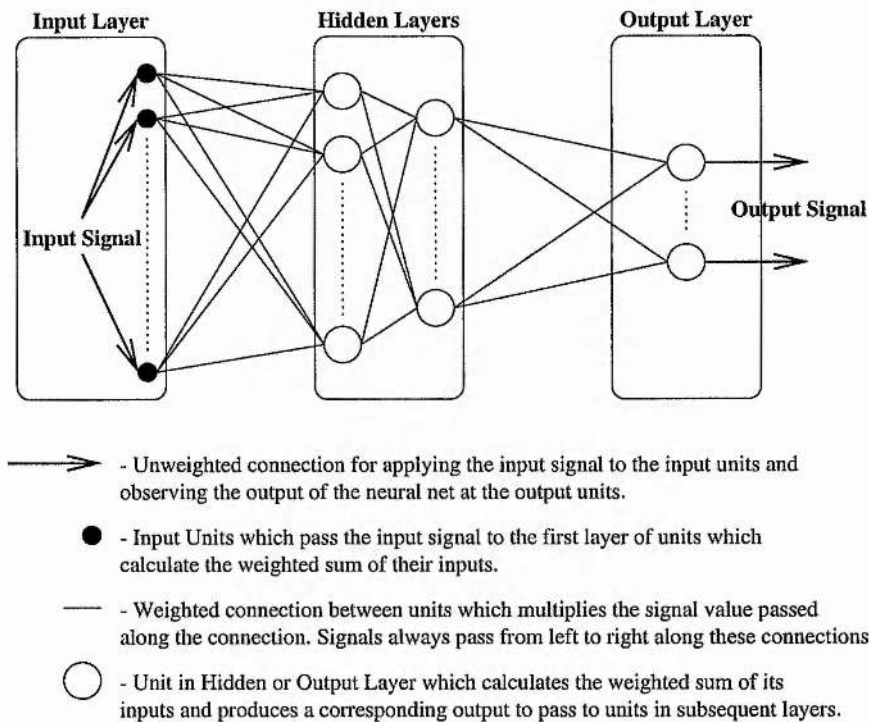 Input Layer
Hidden Layers
Output Layer
Input Signal
Output Signal
- Unweighted connection for applying the input signal to the input units and
observing the output of the neural net at the output units.
- Input Units which pass the input signal to the first layer of units which
calculate the weighted sum of their inputs.
- Weighted connection between units which multiplies the signal value passed
along the connection. Signals always pass from left to right along these connections
- Unit in Hidden or Output Layer which calculates the weighted sum of its
inputs and produces a corresponding output to pass to units in subsequent layers.